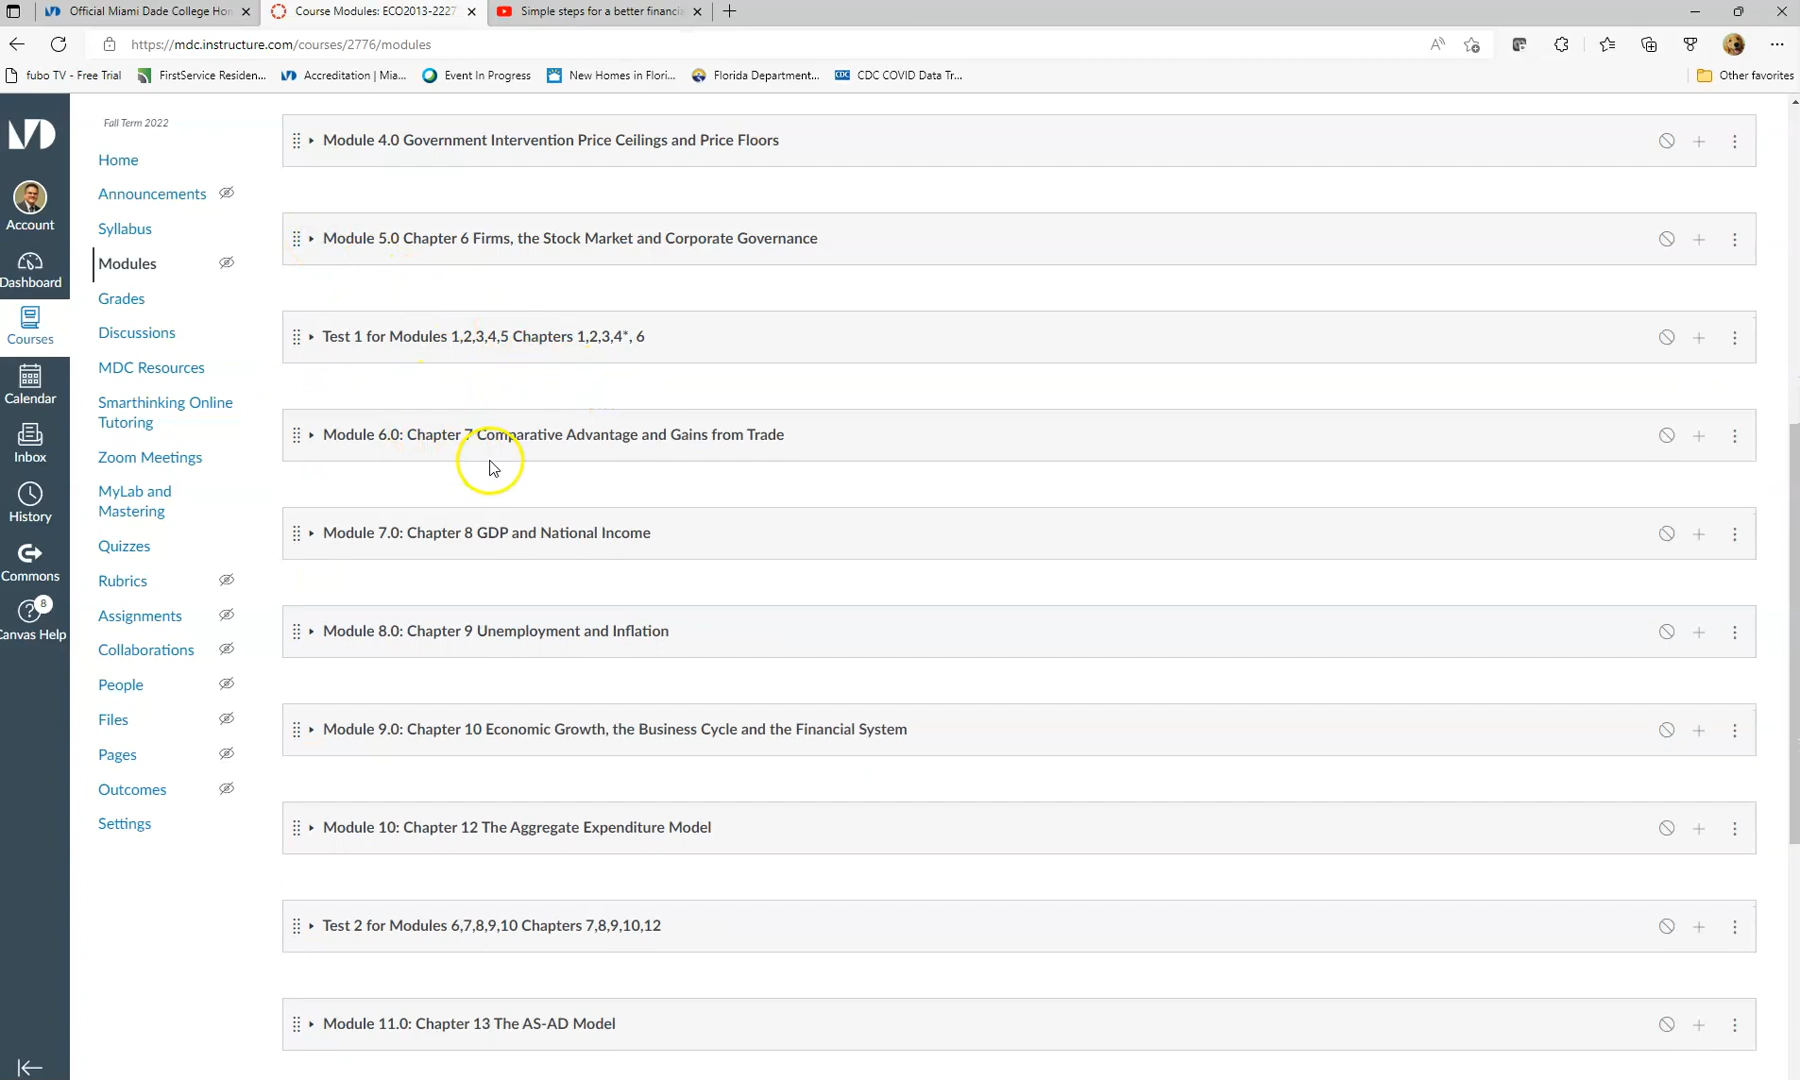 Official Miami Dade College Hon
Course Modules: ECO2013-2227
Simple steps for a better financia
https://mdc.instructure.com/courses/2776/modules
fubo TV - Free Trial
FirstService Residen...
Accreditation | Mia...
Event In Progress
New Homes in Flori...
Florida Department...
CDC COVID Data Tr...
Other favorites
Fall Term 2022
Account
Dashboard
Courses
Calendar
Inbox
History
Commons
8
Canvas Help
Home
Announcements
Syllabus
Modules
Grades
Discussions
MDC Resources
Smarthinking Online
Tutoring
Zoom Meetings
MyLab and
Mastering
Quizzes
Rubrics
Assignments
Collaborations
People
Files
Pages
Outcomes
Settings
Module 4.0 Government Intervention Price Ceilings and Price Floors
Module 5.0 Chapter 6 Firms, the Stock Market and Corporate Governance
Test 1 for Modules 1,2,3,4,5 Chapters 1,2,3,4*, 6
Module 6.0: Chapter 7 Comparative Advantage and Gains from Trade
Module 7.0: Chapter 8 GDP and National Income
Module 8.0: Chapter 9 Unemployment and Inflation
Module 9.0: Chapter 10 Economic Growth, the Business Cycle and the Financial System
Module 10: Chapter 12 The Aggregate Expenditure Model
Test 2 for Modules 6,7,8,9,10 Chapters 7,8,9,10,12
Module 11.0: Chapter 13 The AS-AD Model